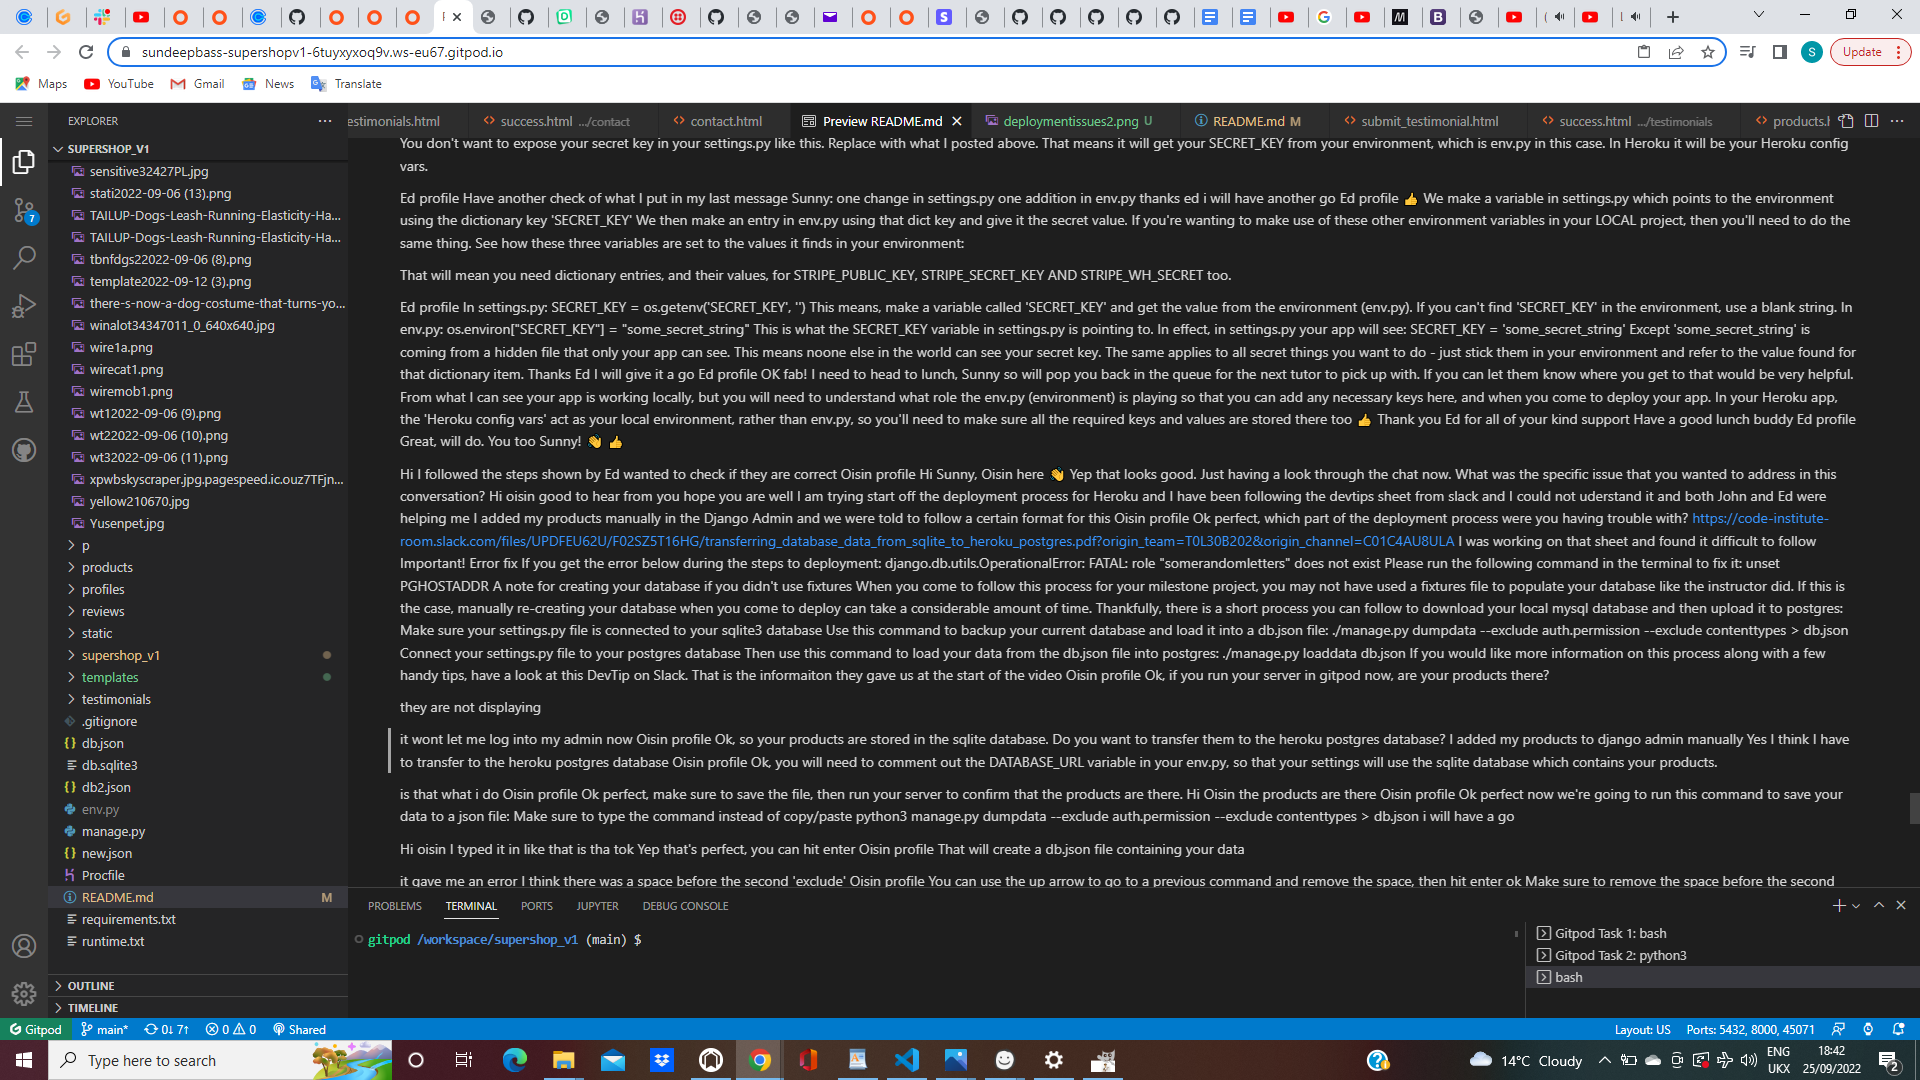 sundeepbass-supershopv1-6tuyxyxoq9v.ws-eu67.gitpod.io
Update
Maps YouTube Gmail News Translate
EXPLORER
estimonials.html success.html .../contact contact.html Preview README.md deploymentissues2.png U README.md M submit_testimonial.html success.html .../testimonials products.h
SUPERSHOP_V1
sensitive32427PL.jpg
stati2022-09-06 (13).png
TAILUP-Dogs-Leash-Running-Elasticity-Ha...
TAILUP-Dogs-Leash-Running-Elasticity-Ha...
tbnfdgs22022-09-06 (8).png
template2022-09-12 (3).png
there-s-now-a-dog-costume-that-turns-yo...
winalot34347011_0_640x640.jpg
wire1a.png
wirecat1.png
wiremob1.png
wt12022-09-06 (9).png
wt22022-09-06 (10).png
wt32022-09-06 (11).png
xpwbskyscraper.jpg.pagespeed.ic.ouz7TFjn...
yellow210670.jpg
Yusenpet.jpg
p
products
profiles
reviews
static
supershop_v1
templates
testimonials
.gitignore
db.json
db.sqlite3
db2.json
env.py
manage.py
new.json
Procfile
README.md M
requirements.txt
runtime.txt
OUTLINE
TIMELINE
You don't want to expose your secret key in your settings.py like this. Replace with what I posted above. That means it will get your SECRET_KEY from your environment, which is env.py in this case. In Heroku it will be your Heroku config
vars.
Ed profile Have another check of what I put in my last message Sunny: one change in settings.py one addition in env.py thanks ed i will have another go Ed profile 👍 We make a variable in settings.py which points to the environment
using the dictionary key 'SECRET_KEY' We then make an entry in env.py using that dict key and give it the secret value. If you're wanting to make use of these other environment variables in your LOCAL project, then you'll need to do the
same thing. See how these three variables are set to the values it finds in your environment:
That will mean you need dictionary entries, and their values, for STRIPE_PUBLIC_KEY, STRIPE_SECRET_KEY AND STRIPE_WH_SECRET too.
Ed profile In settings.py: SECRET_KEY = os.getenv('SECRET_KEY', '') This means, make a variable called 'SECRET_KEY' and get the value from the environment (env.py). If you can't find 'SECRET_KEY' in the environment, use a blank string. In
env.py: os.environ["SECRET_KEY"] = "some_secret_string" This is what the SECRET_KEY variable in settings.py is pointing to. In effect, in settings.py your app will see: SECRET_KEY = 'some_secret_string' Except 'some_secret_string' is
coming from a hidden file that only your app can see. This means noone else in the world can see your secret key. The same applies to all secret things you want to do - just stick them in your environment and refer to the value found for
that dictionary item. Thanks Ed I will give it a go Ed profile OK fab! I need to head to lunch, Sunny so will pop you back in the queue for the next tutor to pick up with. If you can let them know where you get to that would be very helpful.
From what I can see your app is working locally, but you will need to understand what role the env.py (environment) is playing so that you can add any necessary keys here, and when you come to deploy your app. In your Heroku app,
the 'Heroku config vars' act as your local environment, rather than env.py, so you'll need to make sure all the required keys and values are stored there too 👍 Thank you Ed for all of your kind support Have a good lunch buddy Ed profile
Great, will do. You too Sunny! 👋 👍
Hi I followed the steps shown by Ed wanted to check if they are correct Oisin profile Hi Sunny, Oisin here 👋 Yep that looks good. Just having a look through the chat now. What was the specific issue that you wanted to address in this
conversation? Hi oisin good to hear from you hope you are well I am trying start off the deployment process for Heroku and I have been following the devtips sheet from slack and I could not uderstand it and both John and Ed were
helping me I added my products manually in the Django Admin and we were told to follow a certain format for this Oisin profile Ok perfect, which part of the deployment process were you having trouble with? https://code-institute-
room.slack.com/files/UPDFEU62U/F02SZ5T16HG/transferring_database_data_from_sqlite_to_heroku_postgres.pdf?origin_team=T0L30B202&origin_channel=C01C4AU8ULA I was working on that sheet and found it difficult to follow
Important! Error fix If you get the error below during the steps to deployment: django.db.utils.OperationalError: FATAL: role "somerandomletters" does not exist Please run the following command in the terminal to fix it: unset
PGHOSTADDR A note for creating your database if you didn't use fixtures When you come to follow this process for your milestone project, you may not have used a fixtures file to populate your database like the instructor did. If this is
the case, manually re-creating your database when you come to deploy can take a considerable amount of time. Thankfully, there is a short process you can follow to download your local mysql database and then upload it to postgres:
Make sure your settings.py file is connected to your sqlite3 database Use this command to backup your current database and load it into a db.json file: ./manage.py dumpdata --exclude auth.permission --exclude contenttypes > db.json
Connect your settings.py file to your postgres database Then use this command to load your data from the db.json file into postgres: ./manage.py loaddata db.json If you would like more information on this process along with a few
handy tips, have a look at this DevTip on Slack. That is the informaiton they gave us at the start of the video Oisin profile Ok, if you run your server in gitpod now, are your products there?
they are not displaying
it wont let me log into my admin now Oisin profile Ok, so your products are stored in the sqlite database. Do you want to transfer them to the heroku postgres database? I added my products to django admin manually Yes I think I have
to transfer to the heroku postgres database Oisin profile Ok, you will need to comment out the DATABASE_URL variable in your env.py, so that your settings will use the sqlite database which contains your products.
is that what i do Oisin profile Ok perfect, make sure to save the file, then run your server to confirm that the products are there. Hi Oisin the products are there Oisin profile Ok perfect now we're going to run this command to save your
data to a json file: Make sure to type the command instead of copy/paste python3 manage.py dumpdata --exclude auth.permission --exclude contenttypes > db.json i will have a go
Hi oisin I typed it in like that is tha tok Yep that's perfect, you can hit enter Oisin profile That will create a db.json file containing your data
it gave me an error I think there was a space before the second 'exclude' Oisin profile You can use the up arrow to go to a previous command and remove the space, then hit enter ok Make sure to remove the space before the second
PROBLEMS TERMINAL PORTS JUPYTER DEBUG CONSOLE
gitpod /workspace/supershop_v1 (main) $
Gitpod Task 1: bash
Gitpod Task 2: python3
bash
Gitpod main* 0↓ 7↑ 0 0 Shared Layout: US Ports: 5432, 8000, 45071
Type here to search
14°C Cloudy
ENG
UKX
18:42
25/09/2022
2